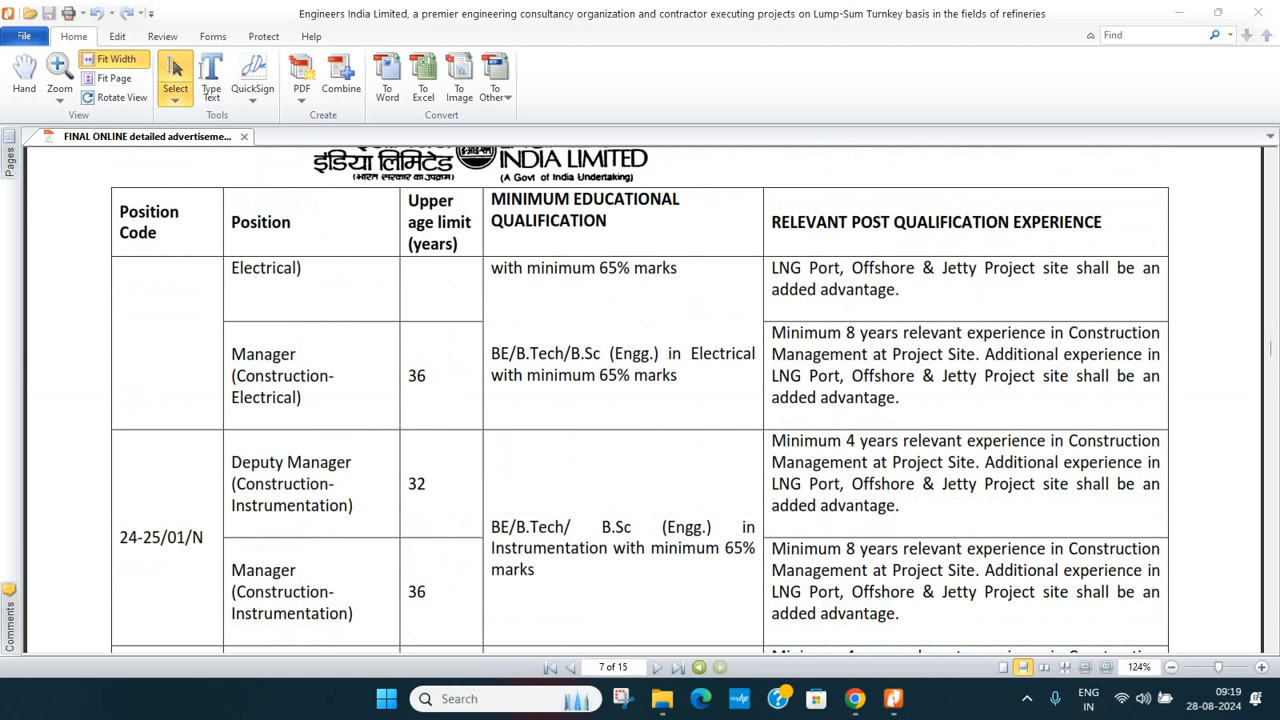 Engineers India Limited, a premier engineering consultancy organization and contractor executing projects on Lump-Sum Turnkey basis in the fields of refineries
File
Home
Edit
Review
Forms
Protect
Help
Find
Hand
Zoom
Fit Width
Fit Page
Rotate View
View
Select
Type Text
QuickSign
Tools
PDF
Combine
Create
To Word
To Excel
To Image
To Other
Convert
Pages
FINAL ONLINE detailed advertiseme...
इंडिया लिमिटेड
INDIA LIMITED
(भारत सरकार का उपक्रम)
(A Govt of India Undertaking)
Position Code
Position
Upper age limit (years)
MINIMUM EDUCATIONAL QUALIFICATION
RELEVANT POST QUALIFICATION EXPERIENCE
Electrical)
with minimum 65% marks
LNG Port, Offshore & Jetty Project site shall be an
added advantage.
Manager
(Construction-
Electrical)
36
BE/B.Tech/B.Sc (Engg.) in Electrical
with minimum 65% marks
Minimum 8 years relevant experience in Construction
Management at Project Site. Additional experience in
LNG Port, Offshore & Jetty Project site shall be an
added advantage.
24-25/01/N
Deputy Manager
(Construction-
Instrumentation)
32
BE/B.Tech/ B.Sc (Engg.) in
Instrumentation with minimum 65%
marks
Minimum 4 years relevant experience in Construction
Management at Project Site. Additional experience in
LNG Port, Offshore & Jetty Project site shall be an
added advantage.
Manager
(Construction-
Instrumentation)
36
Minimum 8 years relevant experience in Construction
Management at Project Site. Additional experience in
LNG Port, Offshore & Jetty Project site shall be an
added advantage.
Comments
7 of 15
124%
Search
ENG
IN
09:19
28-08-2024